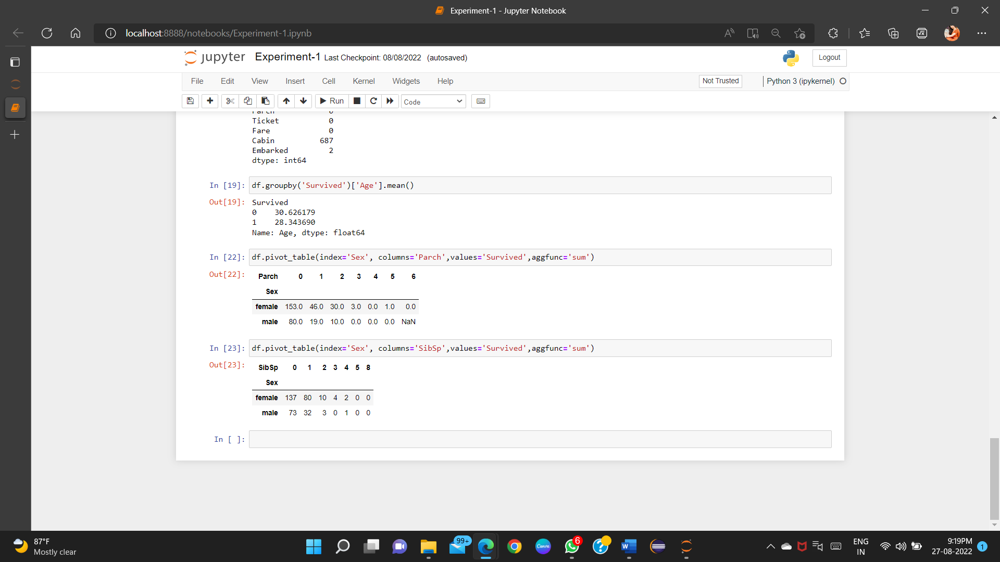 Experiment-1 - Jupyter Notebook
localhost:8888/notebooks/Experiment-1.ipynb
jupyter Experiment-1 Last Checkpoint: 08/08/2022 (autosaved)
Logout
File Edit View Insert Cell Kernel Widgets Help
Not Trusted
Python 3 (ipykernel)
Run
Code
Parch 0
Ticket 0
Fare 0
Cabin 687
Embarked 2
dtype: int64
In [19]: df.groupby('Survived')['Age'].mean()
Out[19]: Survived
0 30.626179
1 28.343690
Name: Age, dtype: float64
In [22]: df.pivot_table(index='Sex', columns='Parch',values='Survived',aggfunc='sum')
Out[22]:
Parch 0 1 2 3 4 5 6
Sex
female 153.0 46.0 30.0 3.0 0.0 1.0 0.0
male 80.0 19.0 10.0 0.0 0.0 0.0 NaN
In [23]: df.pivot_table(index='Sex', columns='SibSp',values='Survived',aggfunc='sum')
Out[23]:
SibSp 0 1 2 3 4 5 8
Sex
female 137 80 10 4 2 0 0
male 73 32 3 0 1 0 0
In [ ]:
87°F
Mostly clear
99+
Canva
6
W
ENG
IN
9:19PM
27-08-2022
1